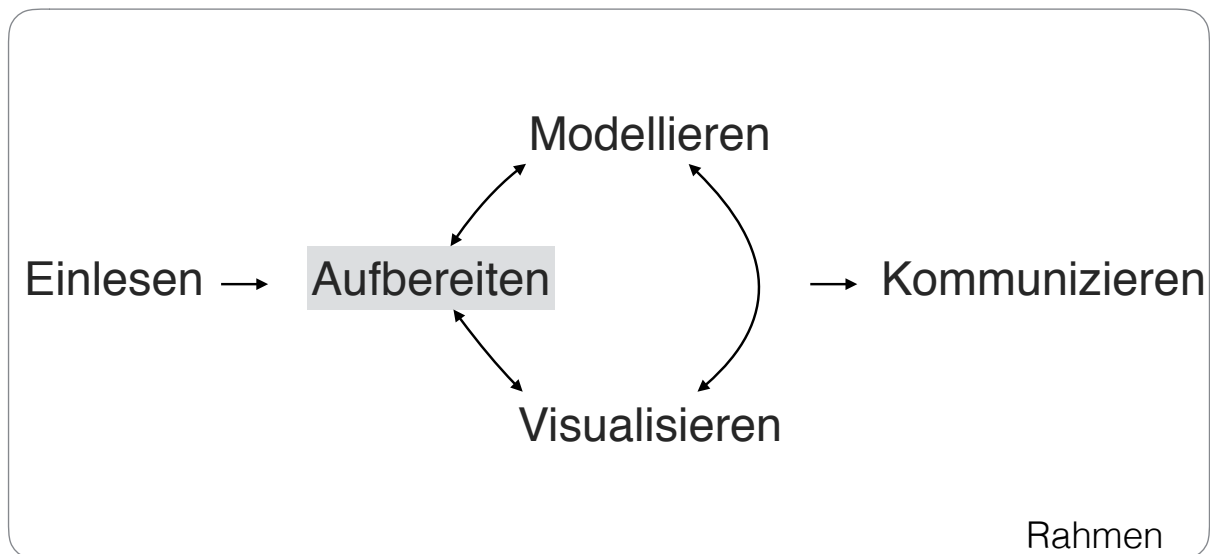 Modellieren
Einlesen
Aufbereiten
Kommunizieren
Visualisieren
Rahmen